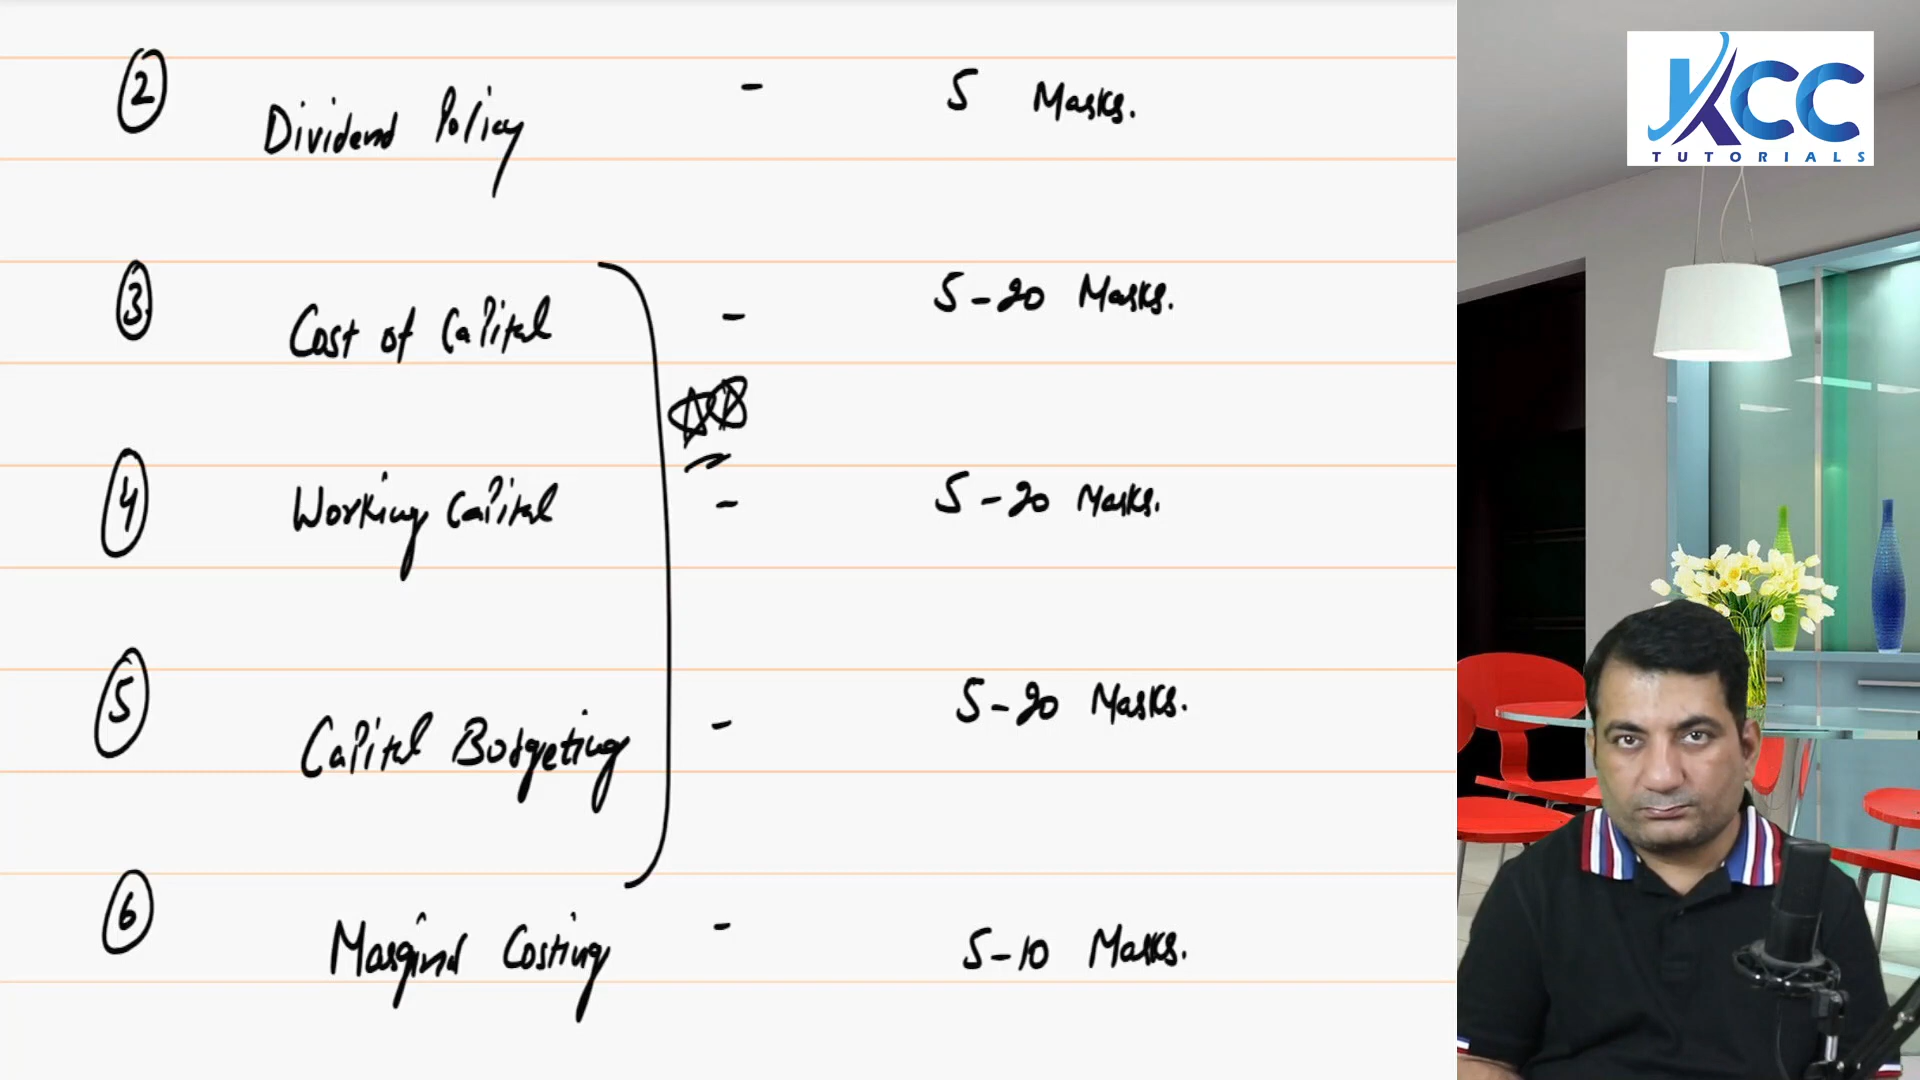 ② Dividend Policy - 5 Marks.
③ Cost of Capital - 5-20 Marks.
④ Working Capital - 5-20 Marks.
⑤ Capital Budgeting - 5-20 Marks.
⑥ Marginal Costing - 5-10 Marks.
KCC
TUTORIALS